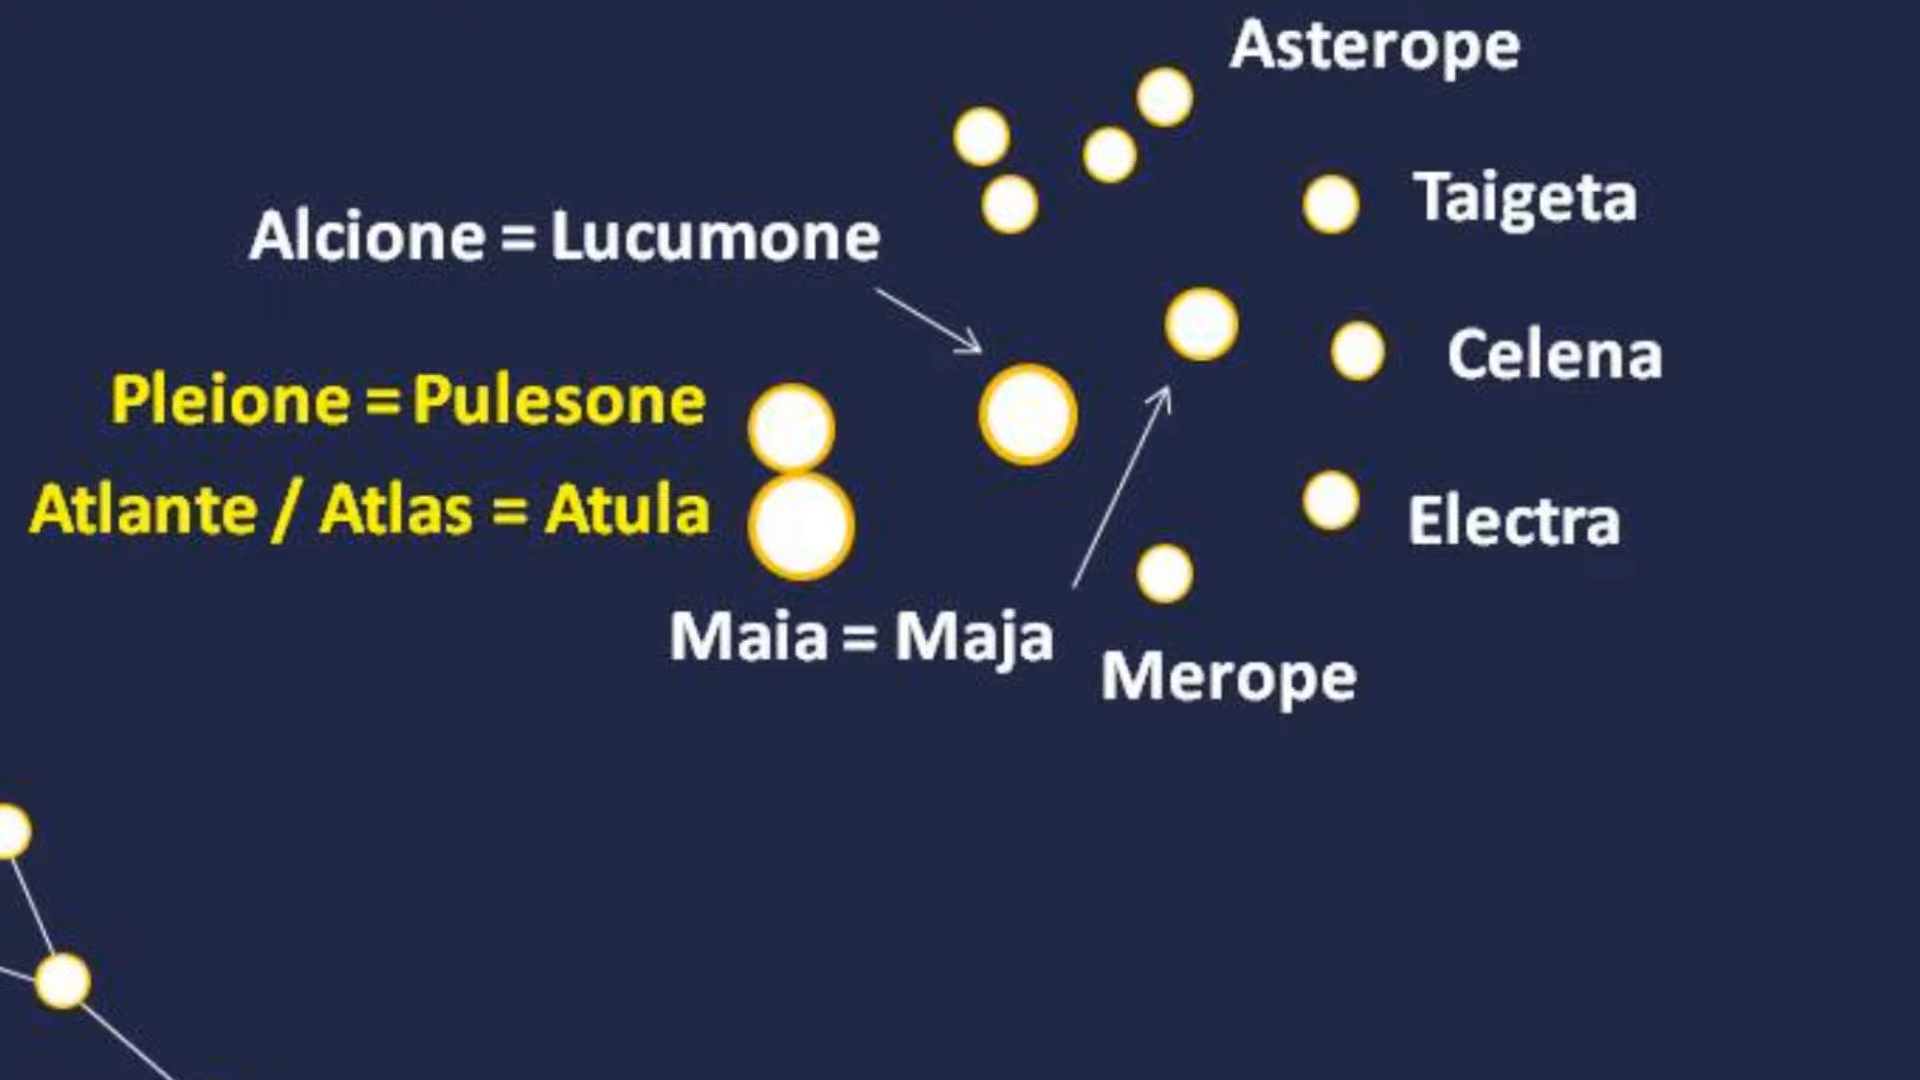 Asterope
Taigeta
Alcione = Lucumone
Celena
Pleione = Pulesone
Atlante / Atlas = Atula
Electra
Maia = Maja
Merope